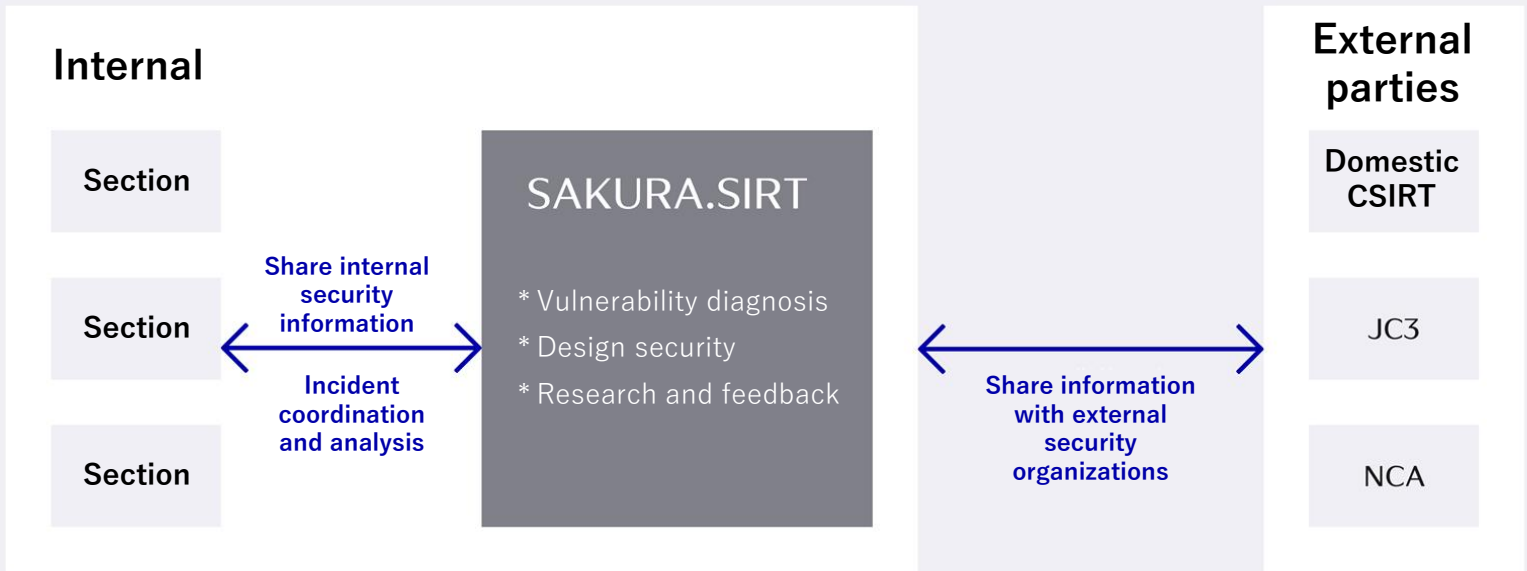 Internal
Section
Section
Section
Share internal
security
information
Incident
coordination
and analysis
SAKURA.SIRT
* Vulnerability diagnosis
* Design security
* Research and feedback
Share information
with external
security
organizations
External
parties
Domestic
CSIRT
JC3
NCA